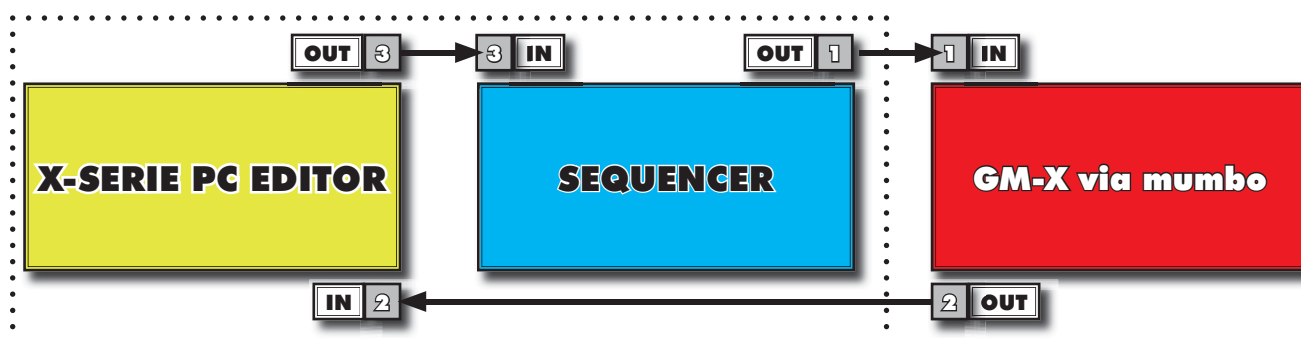 OUT 3
3 IN
OUT 1
1 IN
X-SERIE PC EDITOR
SEQUENCER
GM-X via mumbo
IN 2
2 OUT